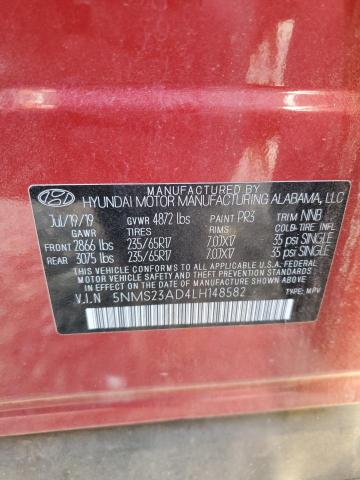 MANUFACTURED BY
HYUNDAI MOTOR MANUFACTURING ALABAMA, LLC
Jul/19/19 GVWR 4872 lbs PAINT PR3 TRIM NNB
GAWR TIRES RIMS COLD TIRE INFL
FRONT 2866 lbs 235/65R17 7.0JX17 35 psi SINGLE
REAR 3075 lbs 235/65R17 7.0JX17 35 psi SINGLE
THIS VEHICLE CONFORMS TO ALL APPLICABLE U.S.A. FEDERAL MOTOR
VEHICLE SAFETY, BUMPER, AND THEFT PREVENTION STANDARDS IN
EFFECT ON THE DATE OF MANUFACTURE SHOWN ABOVE.
V.I.N 5NMS23AD4LH148582 TYPE: MPV